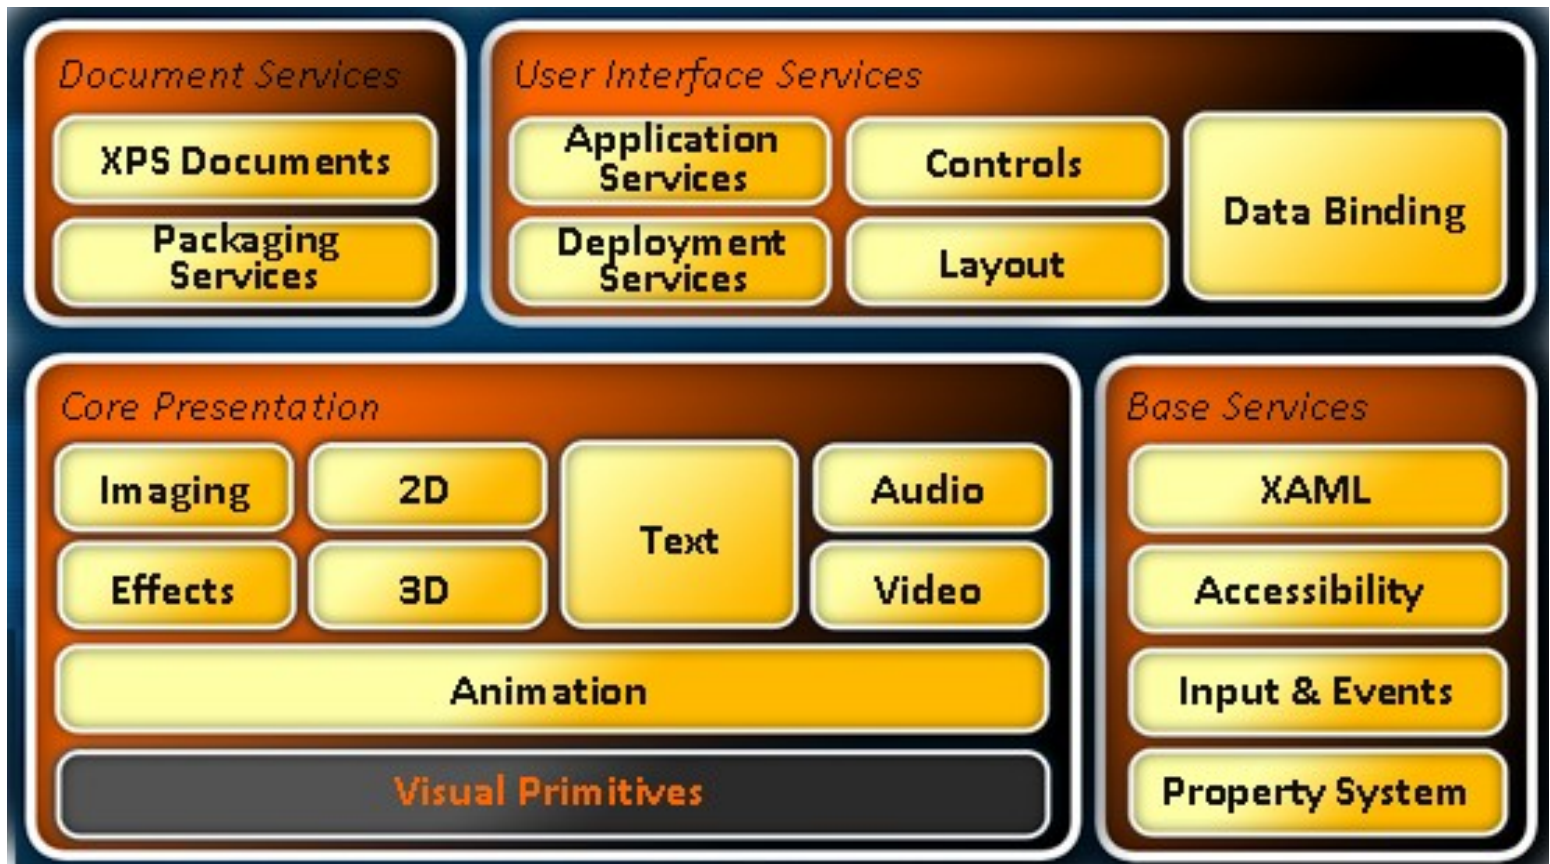 Document Services
XPS Documents
Packaging
Services
User Interface Services
Application
Services
Controls
Data Binding
Deployment
Services
Layout
Core Presentation
Imaging
2D
Text
Audio
Effects
3D
Video
Animation
Visual Primitives
Base Services
XAML
Accessibility
Input & Events
Property System